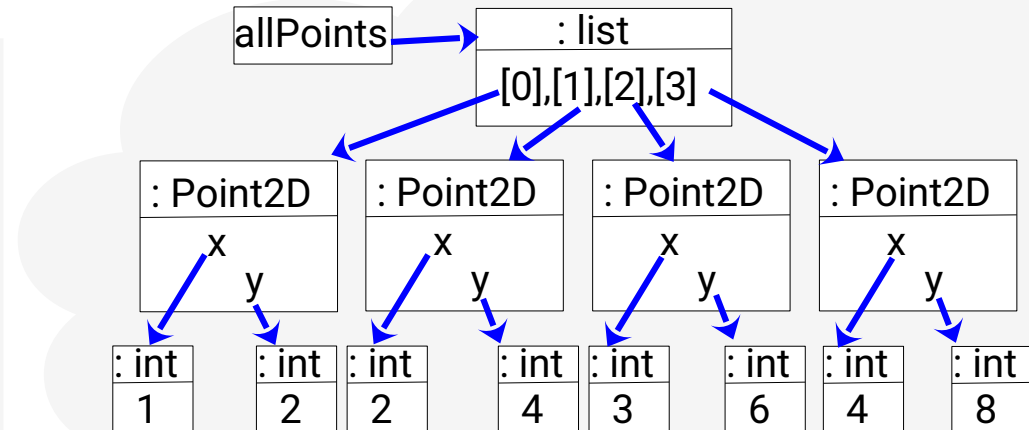 allPoints
: list
[0],[1],[2],[3]
: Point2D
x
y
: Point2D
x
y
: Point2D
x
y
: Point2D
x
y
: int
1
: int
2
: int
2
: int
4
: int
3
: int
6
: int
4
: int
8